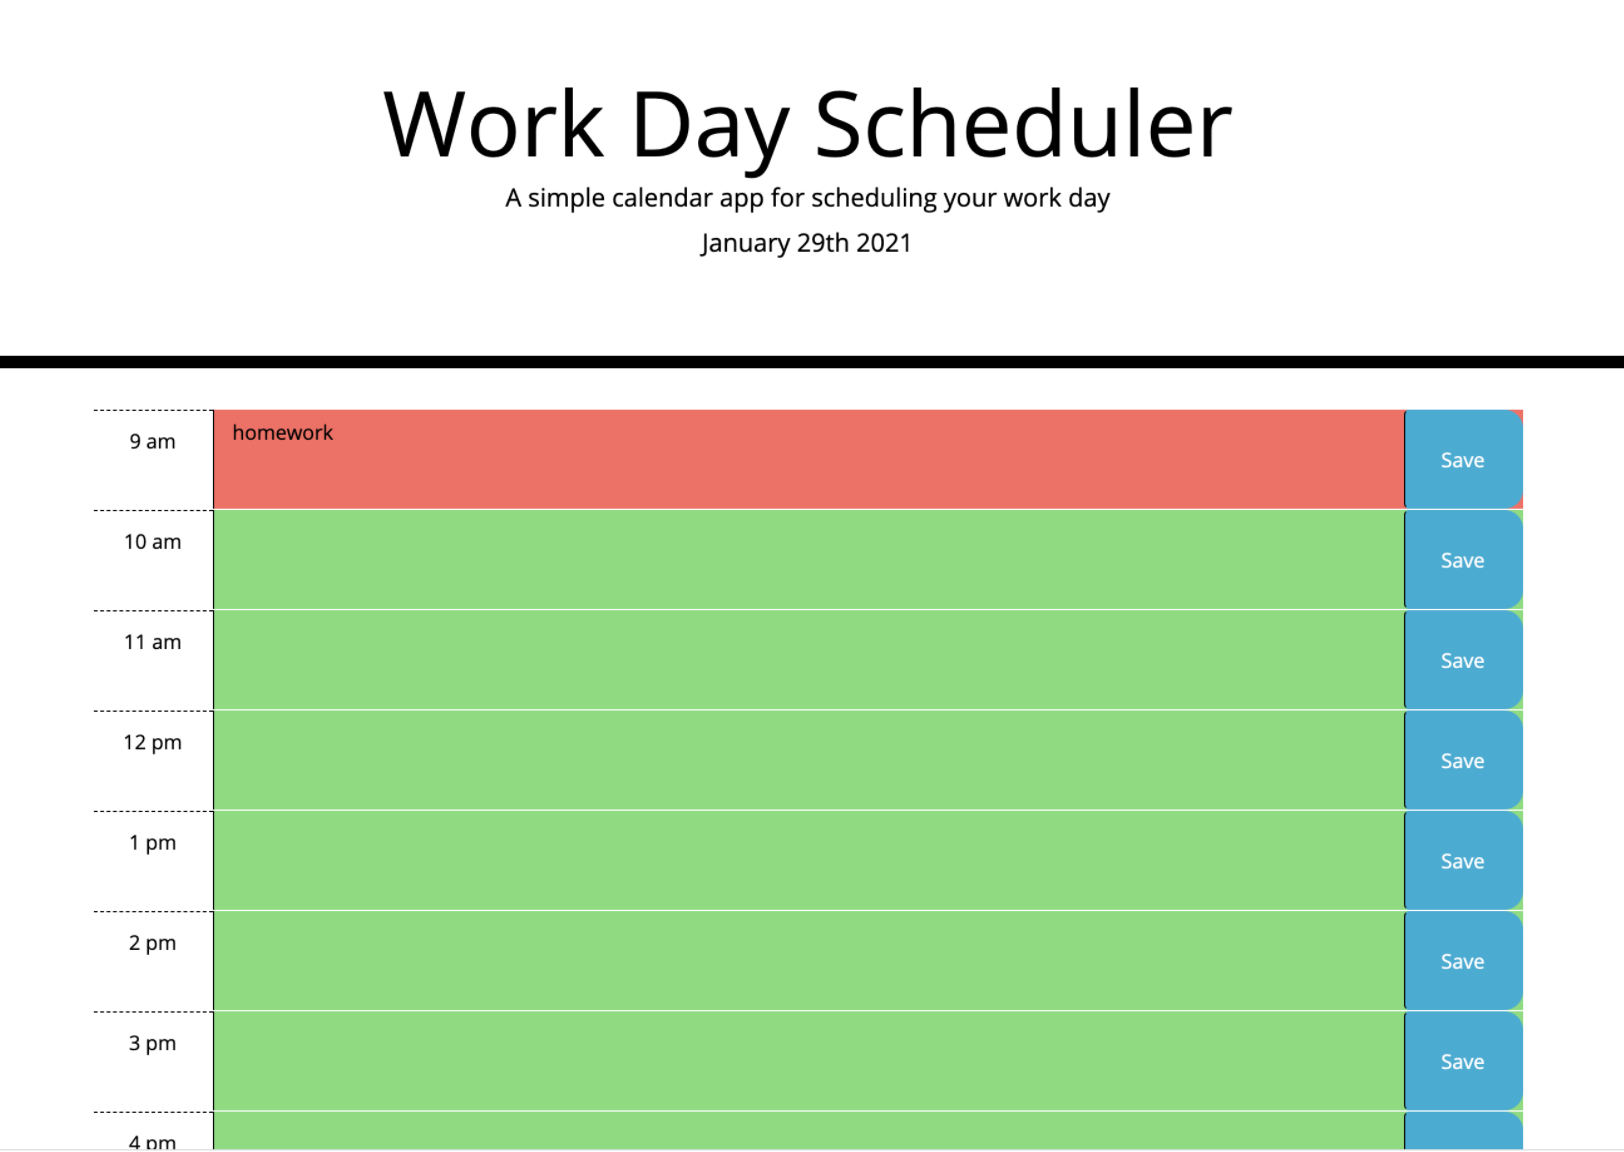 Work Day Scheduler
A simple calendar app for scheduling your work day
January 29th 2021
9 am homework Save
10 am Save
11 am Save
12 pm Save
1 pm Save
2 pm Save
3 pm Save
4 pm